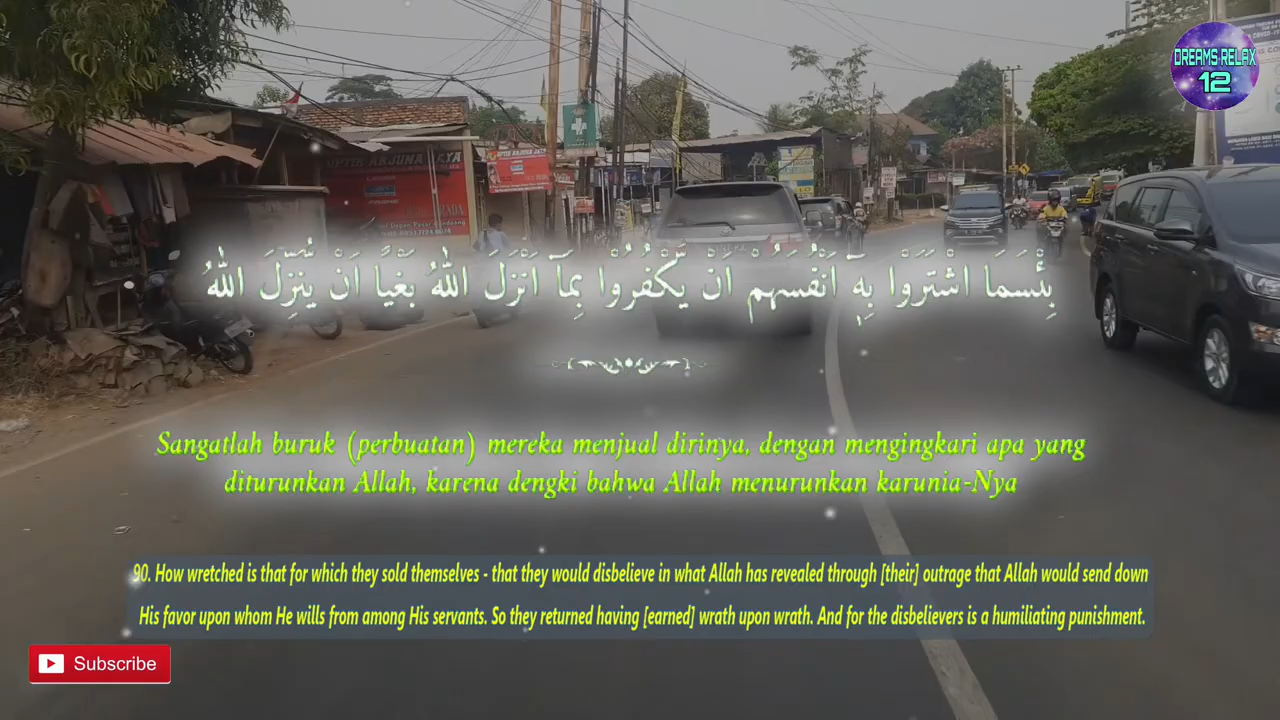 DREAMS RELAX
12
OPTIK ARJUNA JAYA
بِئْسَمَا اشْتَرَوْا بِهٖٓ اَنْفُسَهُمْ اَنْ يَّكْفُرُوْا بِمَآ اَنْزَلَ اللّٰهُ بَغْيًا اَنْ يُّنَزِّلَ اللّٰهُ
Sangatlah buruk (perbuatan) mereka menjual dirinya, dengan mengingkari apa yang
diturunkan Allah, karena dengki bahwa Allah menurunkan karunia-Nya
90. How wretched is that for which they sold themselves - that they would disbelieve in what Allah has revealed through [their] outrage that Allah would send down
His favor upon whom He wills from among His servants. So they returned having [earned] wrath upon wrath. And for the disbelievers is a humiliating punishment.
Subscribe